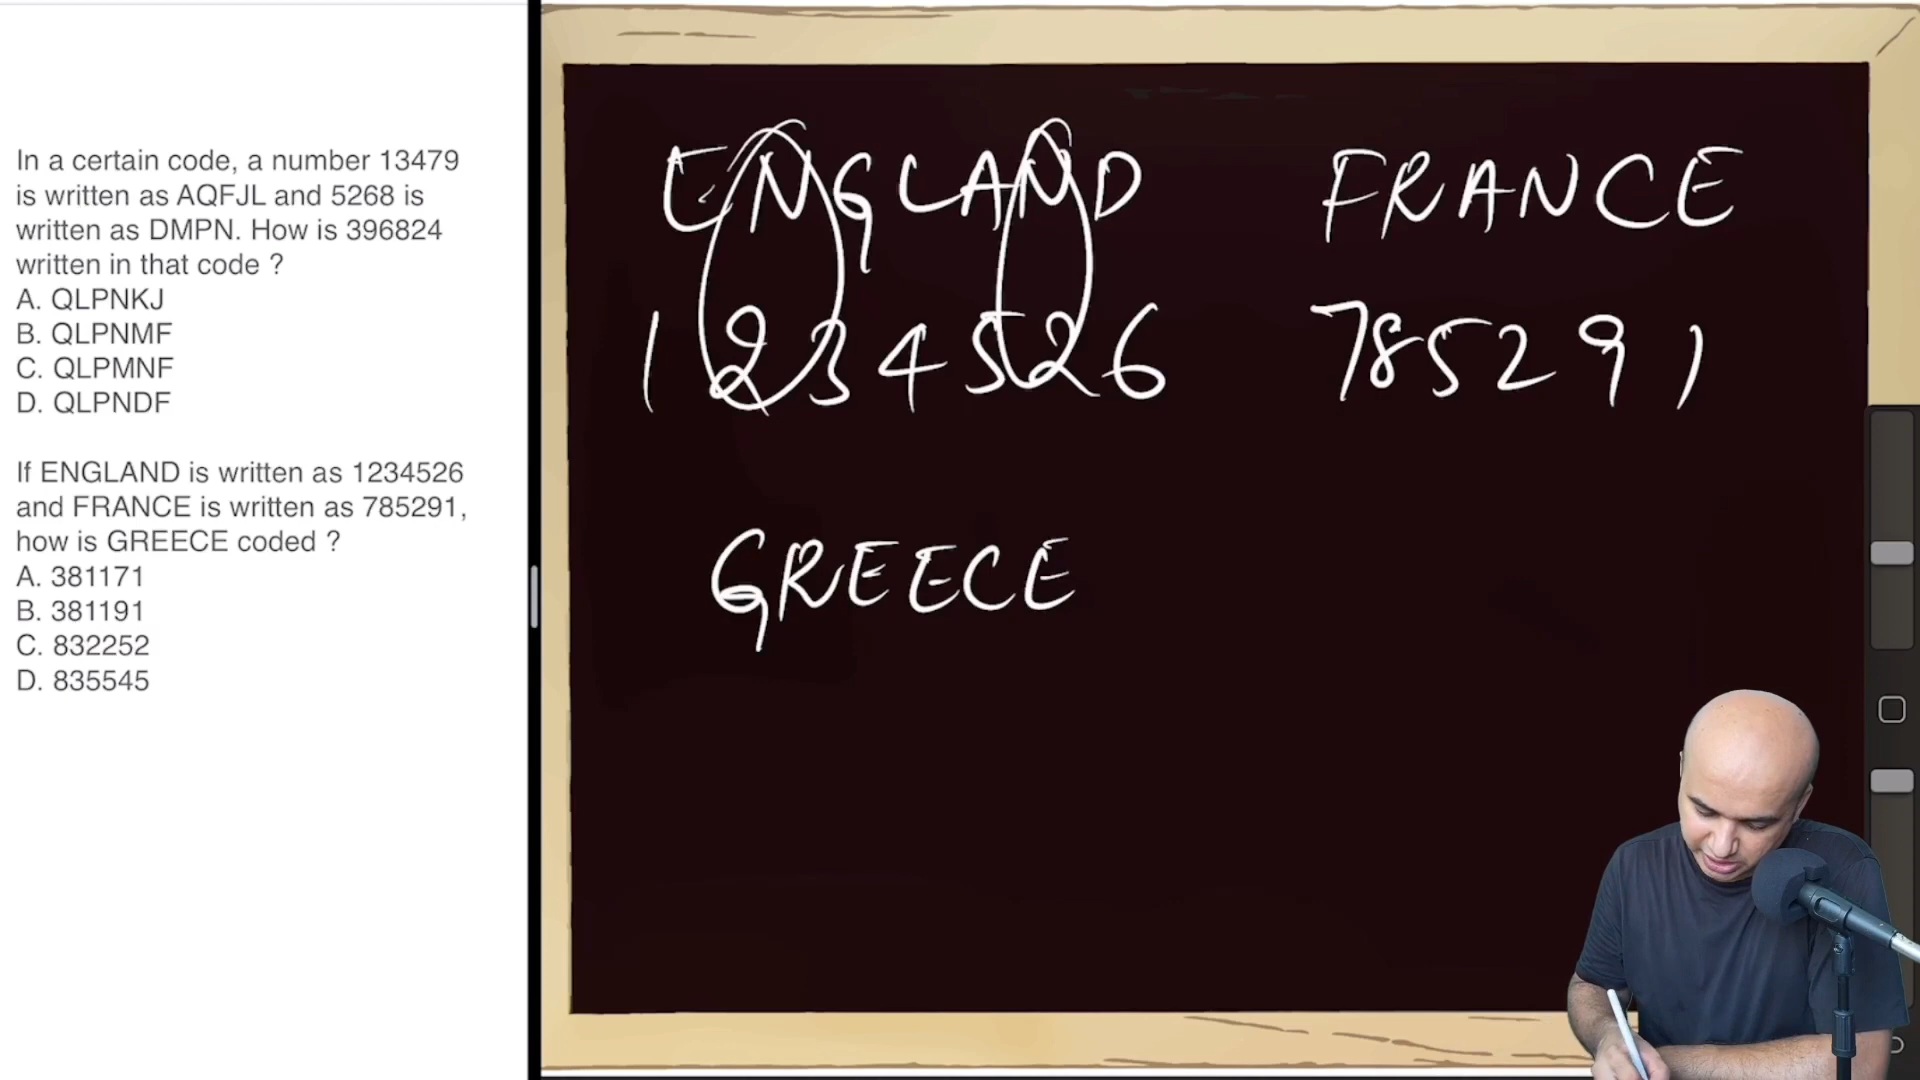 In a certain code, a number 13479
is written as AQFJL and 5268 is
written as DMPN. How is 396824
written in that code ?
A. QLPNKJ
B. QLPNMF
C. QLPMNF
D. QLPNDF
If ENGLAND is written as 1234526
and FRANCE is written as 785291,
how is GREECE coded ?
A. 381171
B. 381191
C. 832252
D. 835545
ENGLAND FRANCE
1234526 785291
GREECE